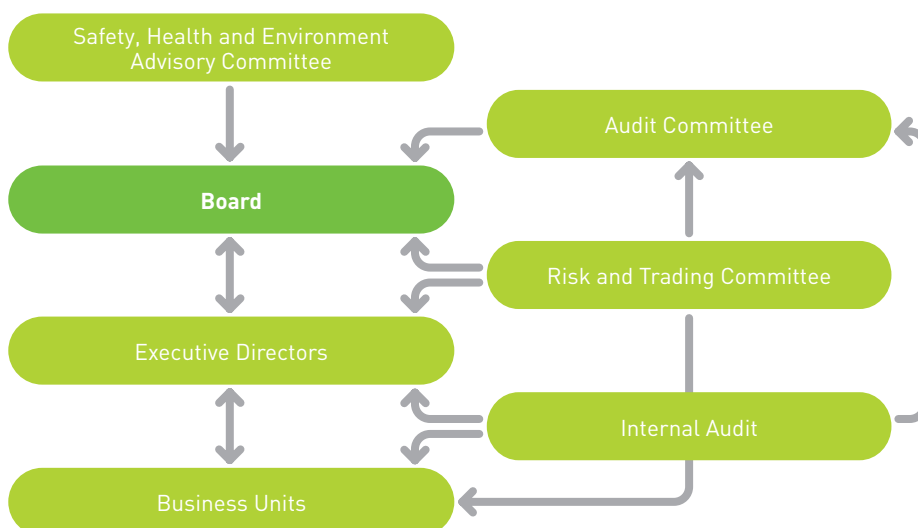 Safety, Health and Environment
Advisory Committee
Audit Committee
Board
Risk and Trading Committee
Executive Directors
Internal Audit
Business Units